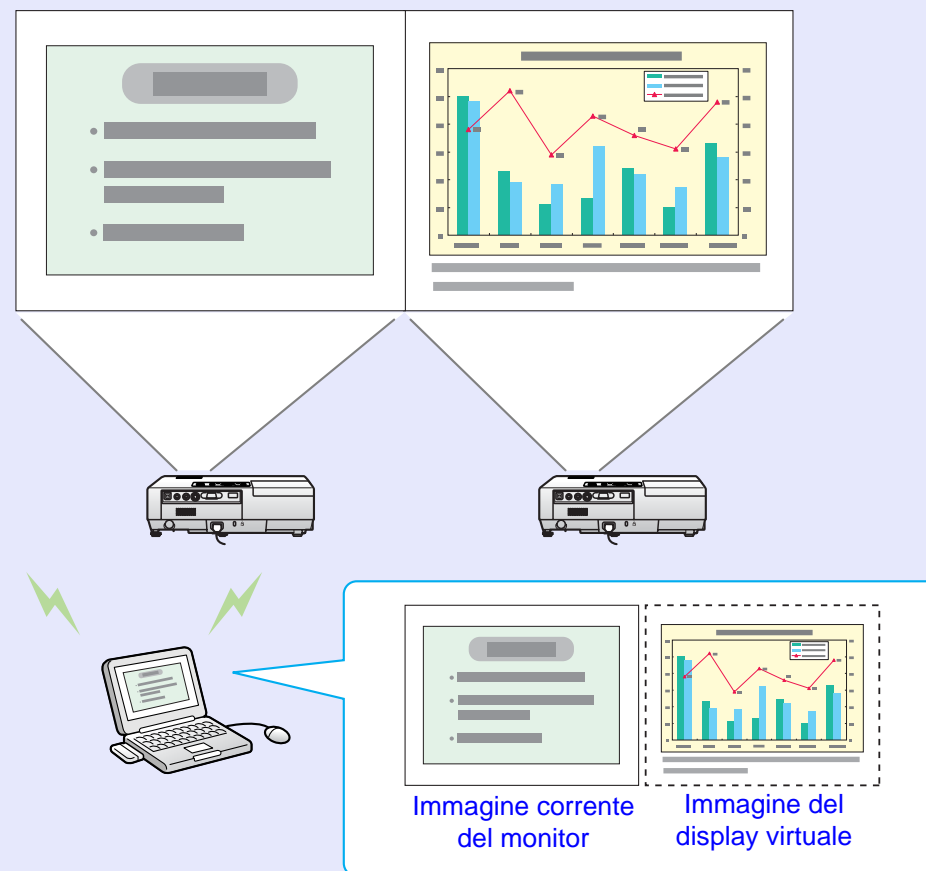 Immagine corrente
del monitor
Immagine del
display virtuale